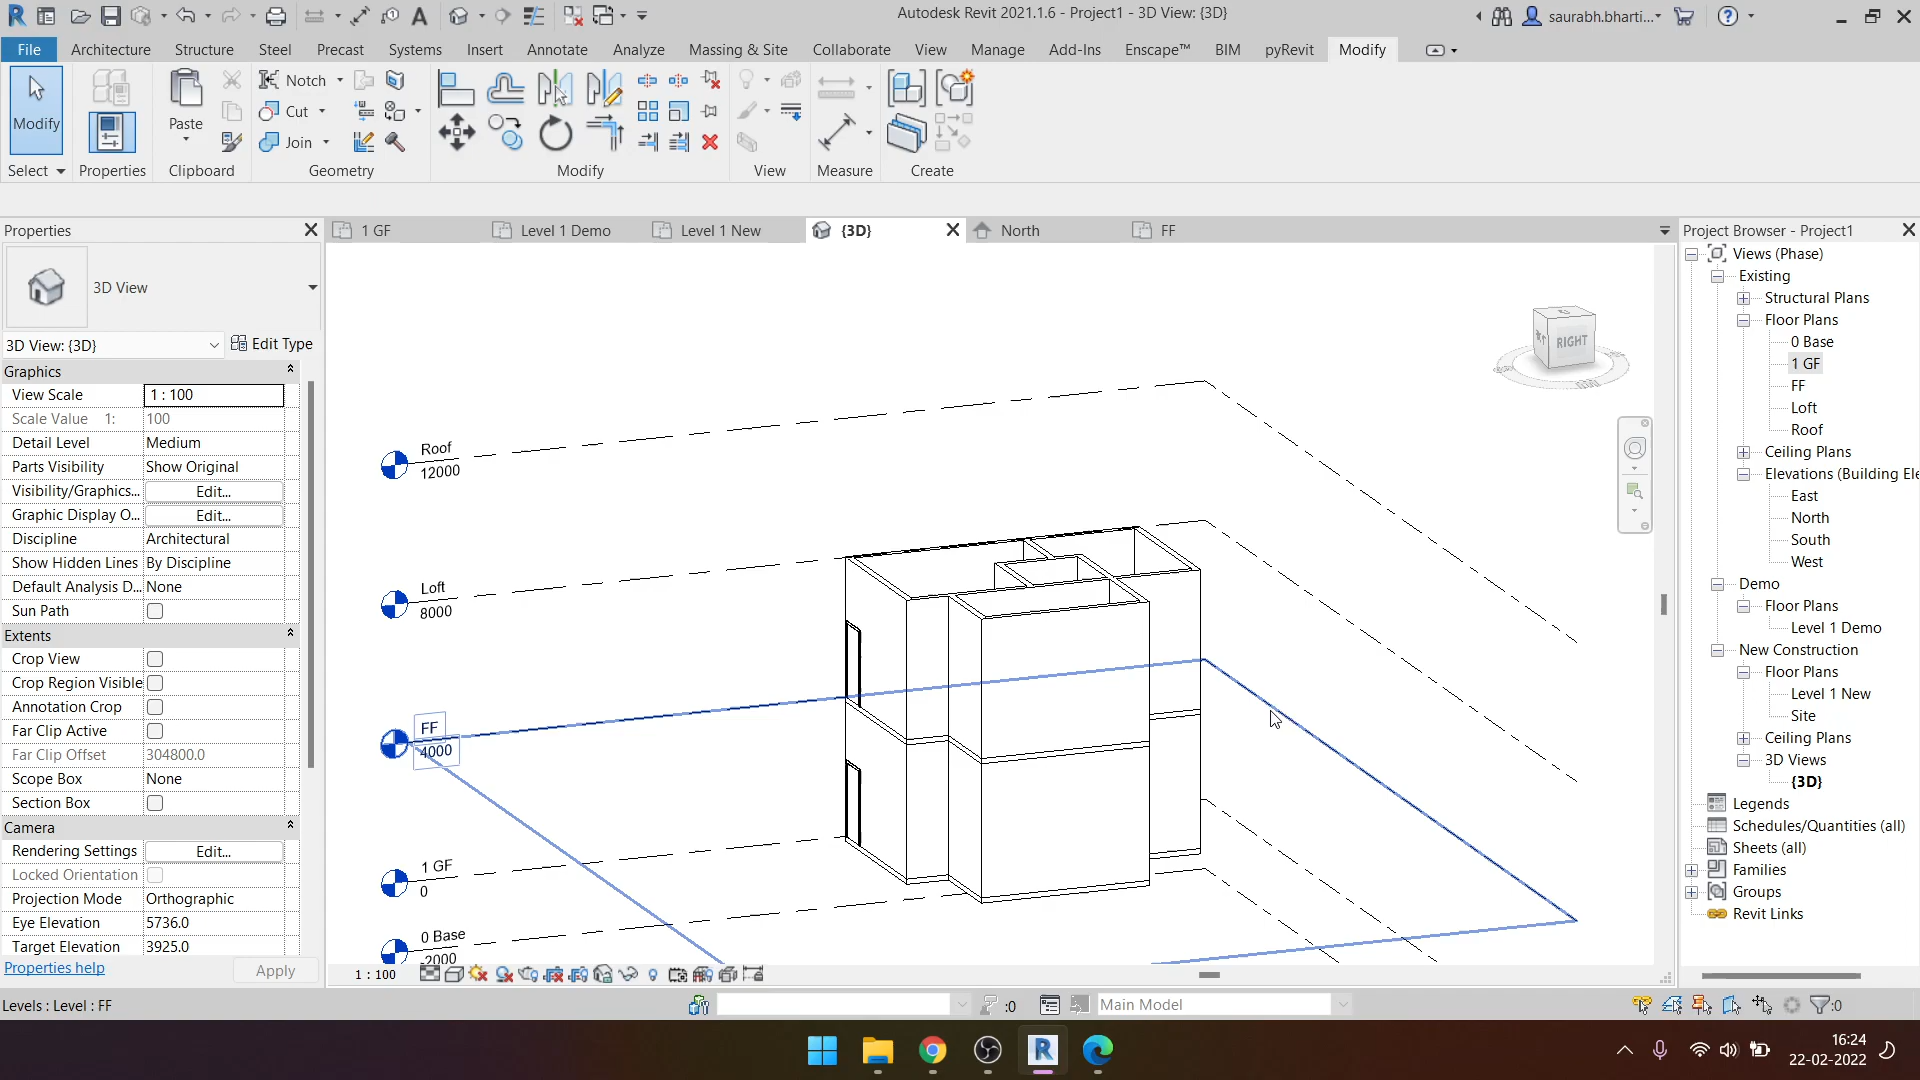 Autodesk Revit 2021.1.6 - Project1 - 3D View: {3D}
saurabh.bharti...
File Architecture Structure Steel Precast Systems Insert Annotate Analyze Massing & Site Collaborate View Manage Add-Ins Enscape™ BIM pyRevit Modify
Modify
Paste
Notch
Cut
Join
Select Properties Clipboard Geometry Modify View Measure Create
Properties
1 GF
Level 1 Demo
Level 1 New
{3D}
North
FF
Project Browser - Project1
3D View
3D View: {3D}
Edit Type
Graphics
View Scale 1 : 100
Scale Value 1: 100
Detail Level Medium
Parts Visibility Show Original
Visibility/Graphics... Edit...
Graphic Display O... Edit...
Discipline Architectural
Show Hidden Lines By Discipline
Default Analysis D... None
Sun Path
Extents
Crop View
Crop Region Visible
Annotation Crop
Far Clip Active
Far Clip Offset 304800.0
Scope Box None
Section Box
Camera
Rendering Settings Edit...
Locked Orientation
Projection Mode Orthographic
Eye Elevation 5736.0
Target Elevation 3925.0
Properties help
Apply
RIGHT
Roof
12000
Loft
8000
FF
4000
1 GF
0
0 Base
-2000
1 : 100
Views (Phase)
Existing
Structural Plans
Floor Plans
0 Base
1 GF
FF
Loft
Roof
Ceiling Plans
Elevations (Building Ele
East
North
South
West
Demo
Floor Plans
Level 1 Demo
New Construction
Floor Plans
Level 1 New
Site
Ceiling Plans
3D Views
{3D}
Legends
Schedules/Quantities (all)
Sheets (all)
Families
Groups
Revit Links
Levels : Level : FF
:0
Main Model
:0
16:24
22-02-2022